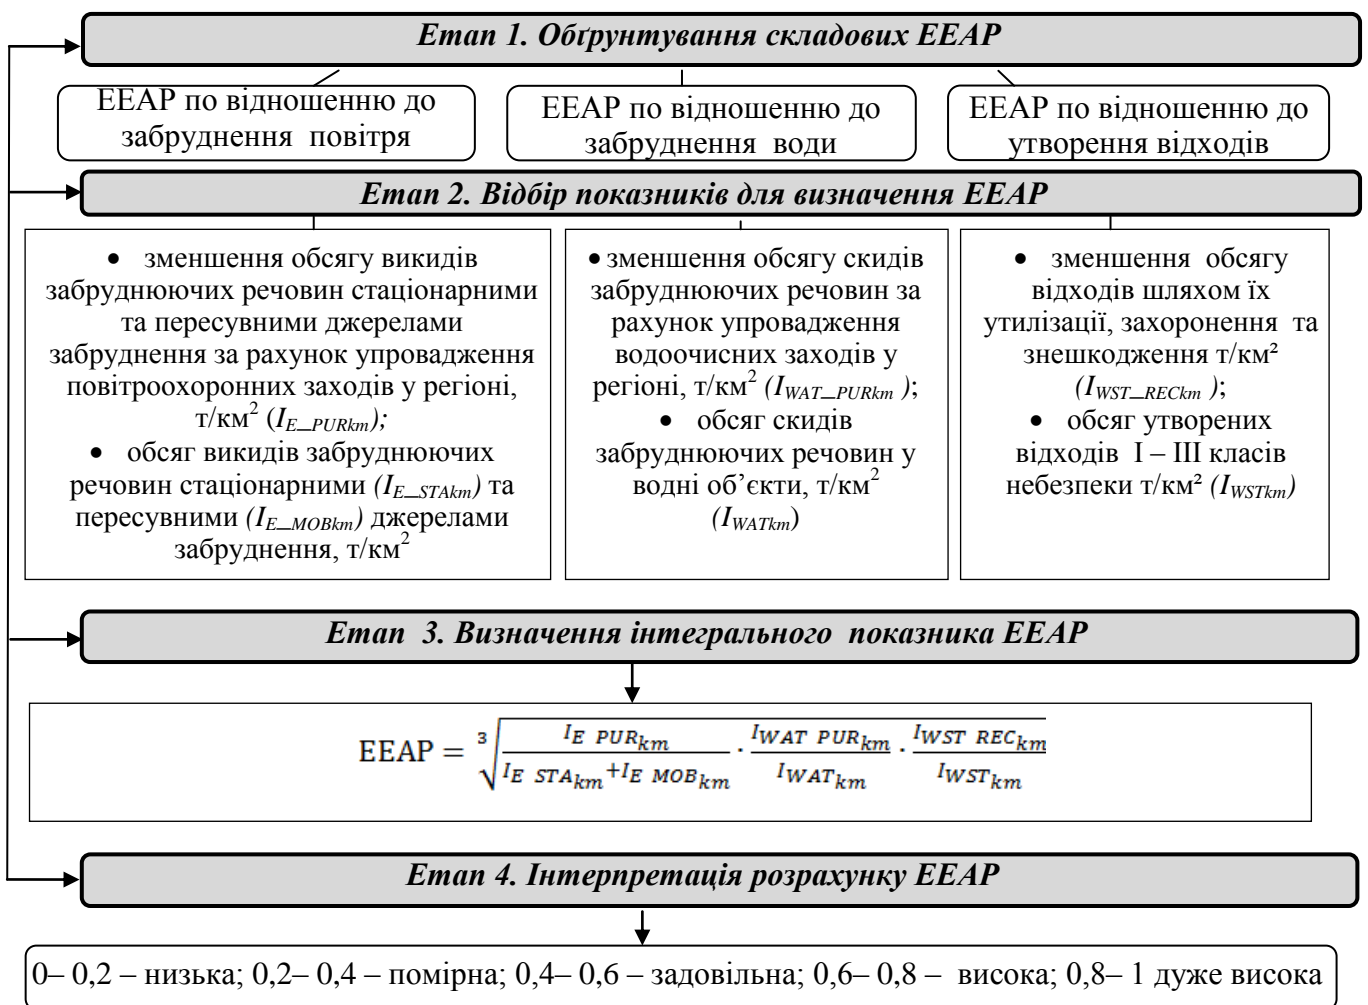 Етап 1. Обґрунтування складових ЕЕАР
ЕЕАР по відношенню до
забруднення повітря
ЕЕАР по відношенню до
забруднення води
ЕЕАР по відношенню до
утворення відходів
Етап 2. Відбір показників для визначення ЕЕАР
• зменшення обсягу викидів
забруднюючих речовин стаціонарними
та пересувними джерелами
забруднення за рахунок упровадження
повітроохоронних заходів у регіоні,
т/км² (I_E_PURkm);
• обсяг викидів забруднюючих
речовин стаціонарними (I_E_STAkm) та
пересувними (I_E_MOBkm) джерелами
забруднення, т/км²
• зменшення обсягу скидів
забруднюючих речовин за
рахунок упровадження
водоочисних заходів у
регіоні, т/км² (I_WAT_PURkm );
• обсяг скидів
забруднюючих речовин у
водні об’єкти, т/км²
(I_WATkm)
• зменшення обсягу
відходів шляхом їх
утилізації, захоронення та
знешкодження т/км²
(I_WST_RECkm );
• обсяг утворених
відходів І – ІІІ класів
небезпеки т/км² (I_WSTkm)
Етап 3. Визначення інтегрального показника ЕЕАР
EEAP = ∛(I_E PUR_km / (I_E STA_km + I_E MOB_km) · I_WAT PUR_km / I_WAT_km · I_WST REC_km / I_WST_km)
Етап 4. Інтерпретація розрахунку ЕЕАР
0– 0,2 – низька; 0,2– 0,4 – помірна; 0,4– 0,6 – задовільна; 0,6– 0,8 – висока; 0,8– 1 дуже висока